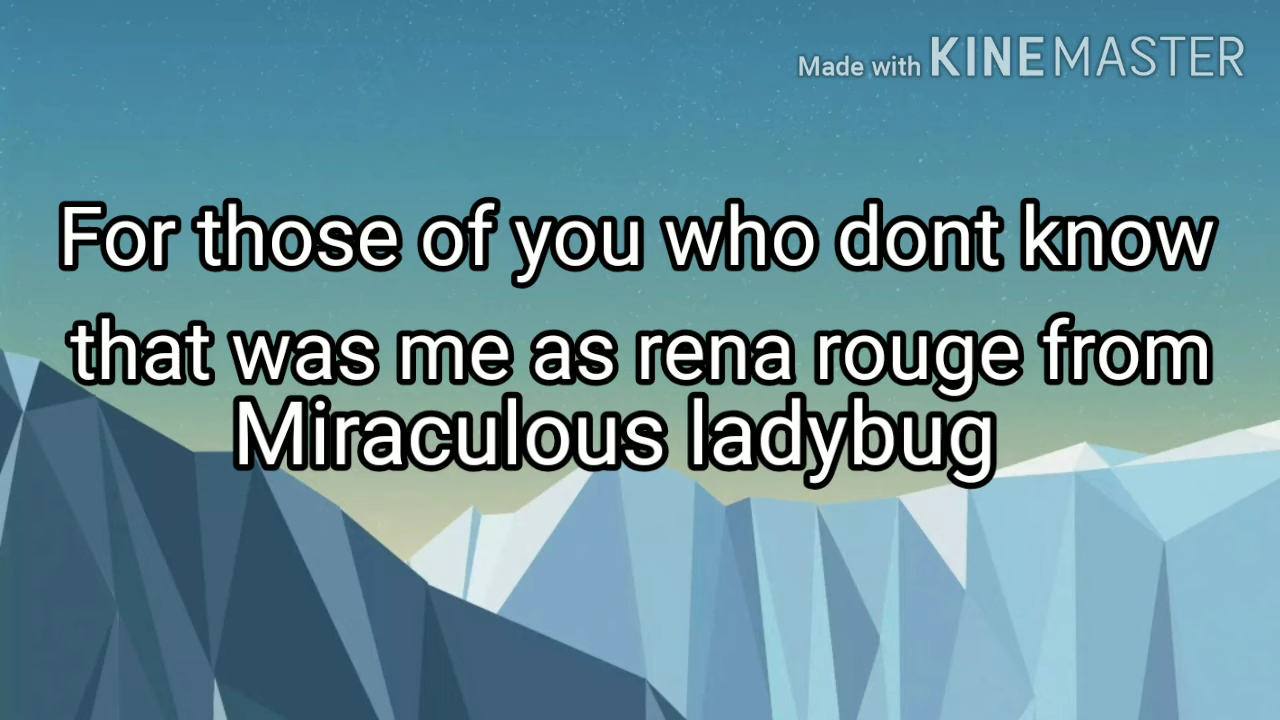 Made with KINEMASTER
For those of you who dont know
that was me as rena rouge from
Miraculous ladybug